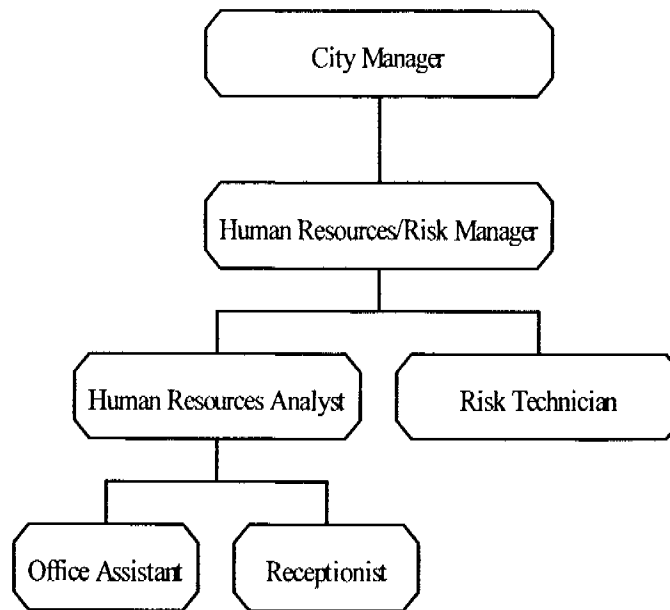 City Manager
Human Resources/Risk Manager
Human Resources Analyst
Risk Technician
Office Assistant
Receptionist